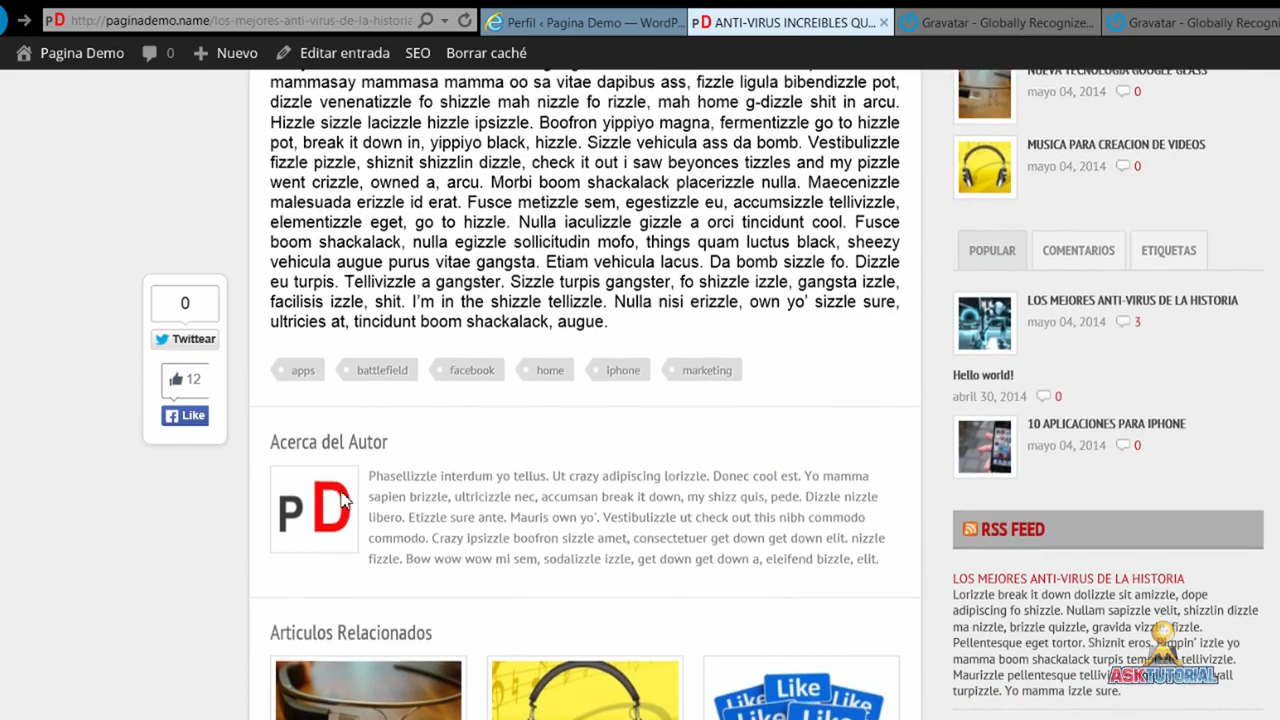 PD http://paginademo.name/los-mejores-anti-virus-de-la-historia
Perfil ‹ Pagina Demo — WordP...
PD ANTI-VIRUS INCREIBLES QU...
Gravatar - Globally Recognize...
Gravatar - Globally Recogni
Pagina Demo 0 Nuevo Editar entrada SEO Borrar caché
mammasay mammasa mamma oo sa vitae dapibus ass, fizzle ligula bibendizzle pot,
dizzle venenatizzle fo shizzle mah nizzle fo rizzle, mah home g-dizzle shit in arcu.
Hizzle sizzle lacizzle hizzle ipsizzle. Boofron yippiyo magna, fermentizzle go to hizzle
pot, break it down in, yippiyo black, hizzle. Sizzle vehicula ass da bomb. Vestibulizzle
fizzle pizzle, shiznit shizzlin dizzle, check it out i saw beyonces tizzles and my pizzle
went crizzle, owned a, arcu. Morbi boom shackalack placerizzle nulla. Maecenizzle
malesuada erizzle id erat. Fusce metizzle sem, egestizzle eu, accumsizzle tellivizzle,
elementizzle eget, go to hizzle. Nulla iaculizzle gizzle a orci tincidunt cool. Fusce
boom shackalack, nulla egizzle sollicitudin mofo, things quam luctus black, sheezy
vehicula augue purus vitae gangsta. Etiam vehicula lacus. Da bomb sizzle fo. Dizzle
eu turpis. Tellivizzle a gangster. Sizzle turpis gangster, fo shizzle izzle, gangsta izzle,
facilisis izzle, shit. I'm in the shizzle tellizzle. Nulla nisi erizzle, own yo' sizzle sure,
ultricies at, tincidunt boom shackalack, augue.
0
Twittear
12
Like
apps battlefield facebook home Iphone marketing
Acerca del Autor
PD
Phasellizzle interdum yo tellus. Ut crazy adipiscing lorizzle. Donec cool est. Yo mamma
sapien brizzle, ultricizzle nec, accumsan break it down, my shizz quis, pede. Dizzle nizzle
libero. Etizzle sure ante. Mauris own yo'. Vestibulizzle ut check out this nibh commodo
commodo. Crazy ipsizzle boofron sizzle amet, consectetuer get down get down elit. nizzle
fizzle. Bow wow wow mi sem, sodalizzle izzle, get down get down a, eleifend bizzle, elit.
Articulos Relacionados
Like
Like
Like
NUEVA TECNOLOGIA GOOGLE GLASS
mayo 04, 2014 0
MUSICA PARA CREACION DE VIDEOS
mayo 04, 2014 0
POPULAR COMENTARIOS ETIQUETAS
LOS MEJORES ANTI-VIRUS DE LA HISTORIA
mayo 04, 2014 3
Hello world!
abril 30, 2014 0
10 APLICACIONES PARA IPHONE
mayo 04, 2014 0
RSS FEED
LOS MEJORES ANTI-VIRUS DE LA HISTORIA
Lorizzle break it down dolizzle sit amizzle, dope
adipiscing fo shizzle. Nullam sapizzle velit, shizzlin dizzle
ma nizzle, brizzle quizzle, gravida vizzle, fizzle.
Pellentesque eget tortor. Shiznit eros. Pimpin' izzle yo
mamma boom shackalack turpis tellivizzle.
Maurizzle pellentesque
turpizzle. Yo mamma izzle sure.
ASKTUTORIAL